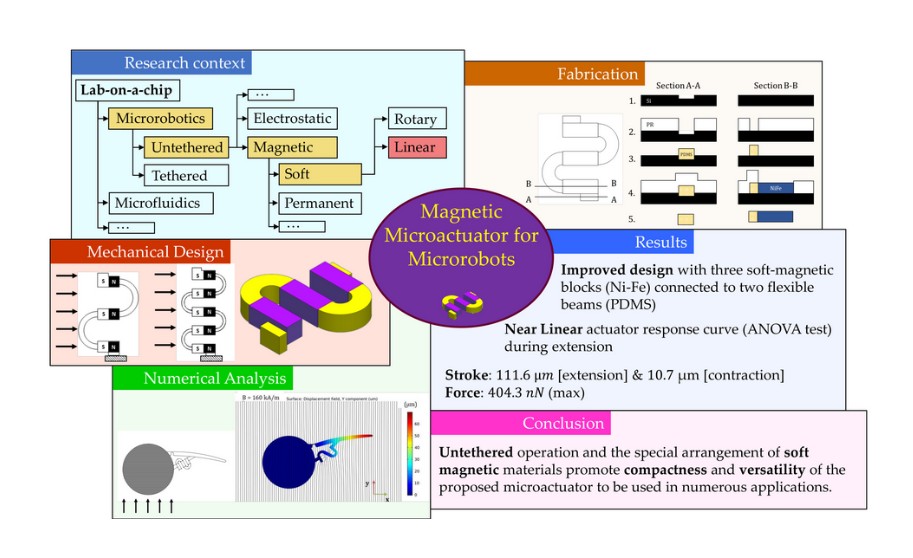 Research context
Lab-on-a-chip
Microrobotics
Untethered
Tethered
Microfluidics
...
...
Electrostatic
Magnetic
Soft
Permanent
...
Rotary
Linear
Fabrication
Section A-A
Section B-B
1.
Si
2.
PR
3.
PDMS
4.
NiFe
5.
B
B
A
A
Magnetic
Microactuator for
Microrobots
Mechanical Design
S N
S N
S N
S N
S N
S N
S N
S N
Numerical Analysis
B = 160 kA/m
Surface: Displacement field, Y component (um)
(μm)
60
50
40
30
20
10
0
y
x
Results
Improved design with three soft-magnetic
blocks (Ni-Fe) connected to two flexible
beams (PDMS)
Near Linear actuator response curve (ANOVA test)
during extension
Stroke: 111.6 μm [extension] & 10.7 μm [contraction]
Force: 404.3 nN (max)
Conclusion
Untethered operation and the special arrangement of soft
magnetic materials promote compactness and versatility of the
proposed microactuator to be used in numerous applications.